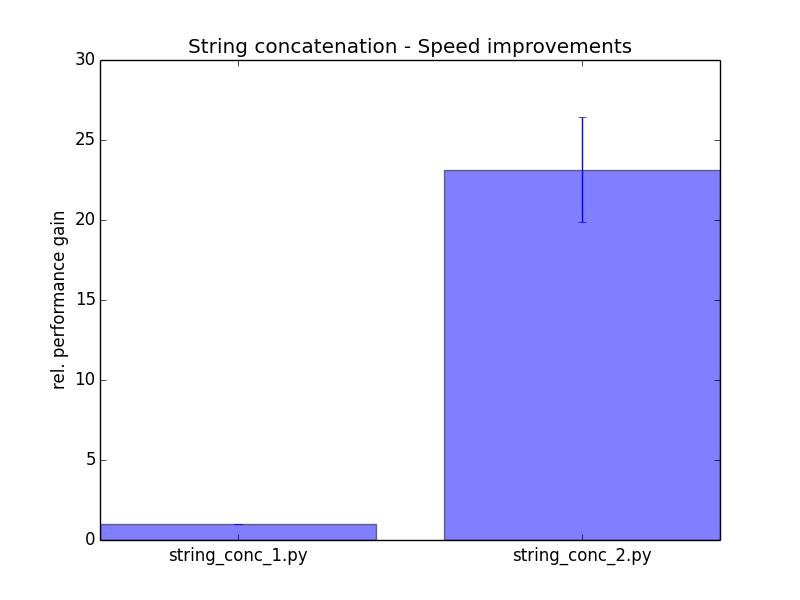 String concatenation - Speed improvements
30
25
20
15
10
5
0
rel. performance gain
string_conc_1.py
string_conc_2.py